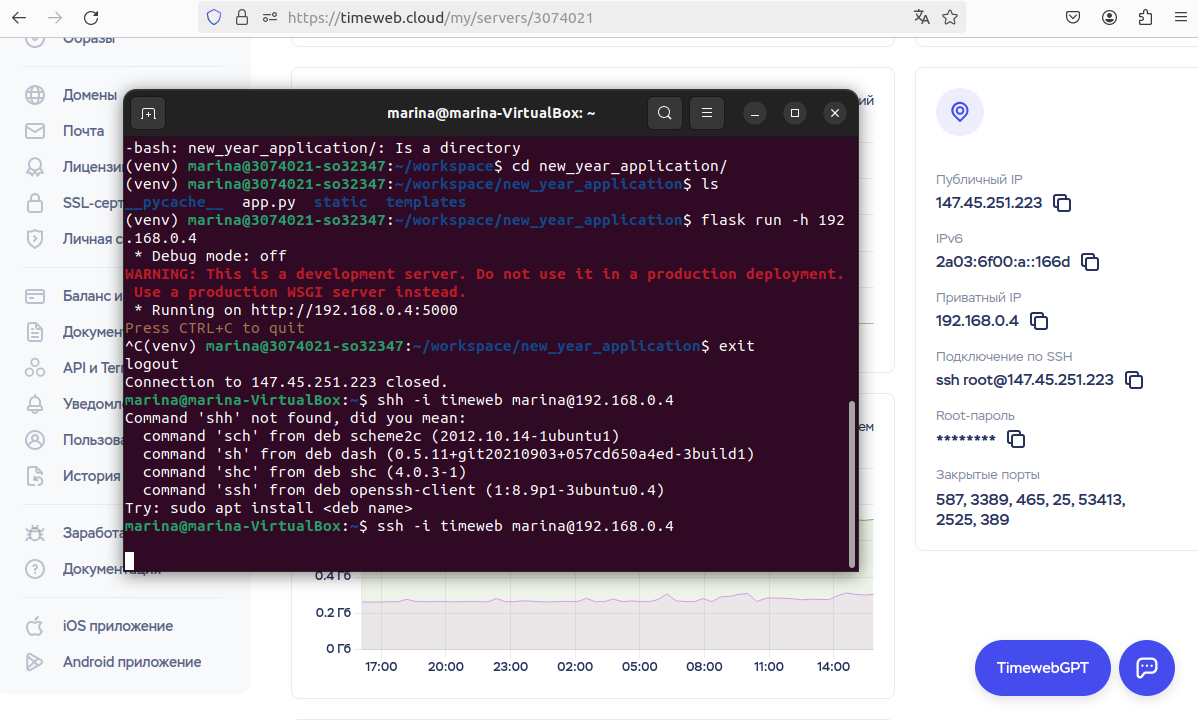 https://timeweb.cloud/my/servers/3074021
Образы
Домены
Почта
Лицензи
SSL-серт
Личная с
Баланс и
Докумен
API и Terr
Уведомл
Пользова
История
Заработа
Документация
iOS приложение
Android приложение
marina@marina-VirtualBox: ~
-bash: new_year_application/: Is a directory
(venv) marina@3074021-so32347:~/workspace$ cd new_year_application/
(venv) marina@3074021-so32347:~/workspace/new_year_application$ ls
__pycache__  app.py  static  templates
(venv) marina@3074021-so32347:~/workspace/new_year_application$ flask run -h 192
.168.0.4
 * Debug mode: off
WARNING: This is a development server. Do not use it in a production deployment.
 Use a production WSGI server instead.
 * Running on http://192.168.0.4:5000
Press CTRL+C to quit
^C(venv) marina@3074021-so32347:~/workspace/new_year_application$ exit
logout
Connection to 147.45.251.223 closed.
marina@marina-VirtualBox:~$ shh -i timeweb marina@192.168.0.4
Command 'shh' not found, did you mean:
  command 'sch' from deb scheme2c (2012.10.14-1ubuntu1)
  command 'sh' from deb dash (0.5.11+git20210903+057cd650a4ed-3build1)
  command 'shc' from deb shc (4.0.3-1)
  command 'ssh' from deb openssh-client (1:8.9p1-3ubuntu0.4)
Try: sudo apt install <deb name>
marina@marina-VirtualBox:~$ ssh -i timeweb marina@192.168.0.4
ий
ем
0.4 Гб
0.2 Гб
0 Гб
17:00 20:00 23:00 02:00 05:00 08:00 11:00 14:00
Публичный IP
147.45.251.223
IPv6
2a03:6f00:a::166d
Приватный IP
192.168.0.4
Подключение по SSH
ssh root@147.45.251.223
Root-пароль
********
Закрытые порты
587, 3389, 465, 25, 53413,
2525, 389
TimewebGPT